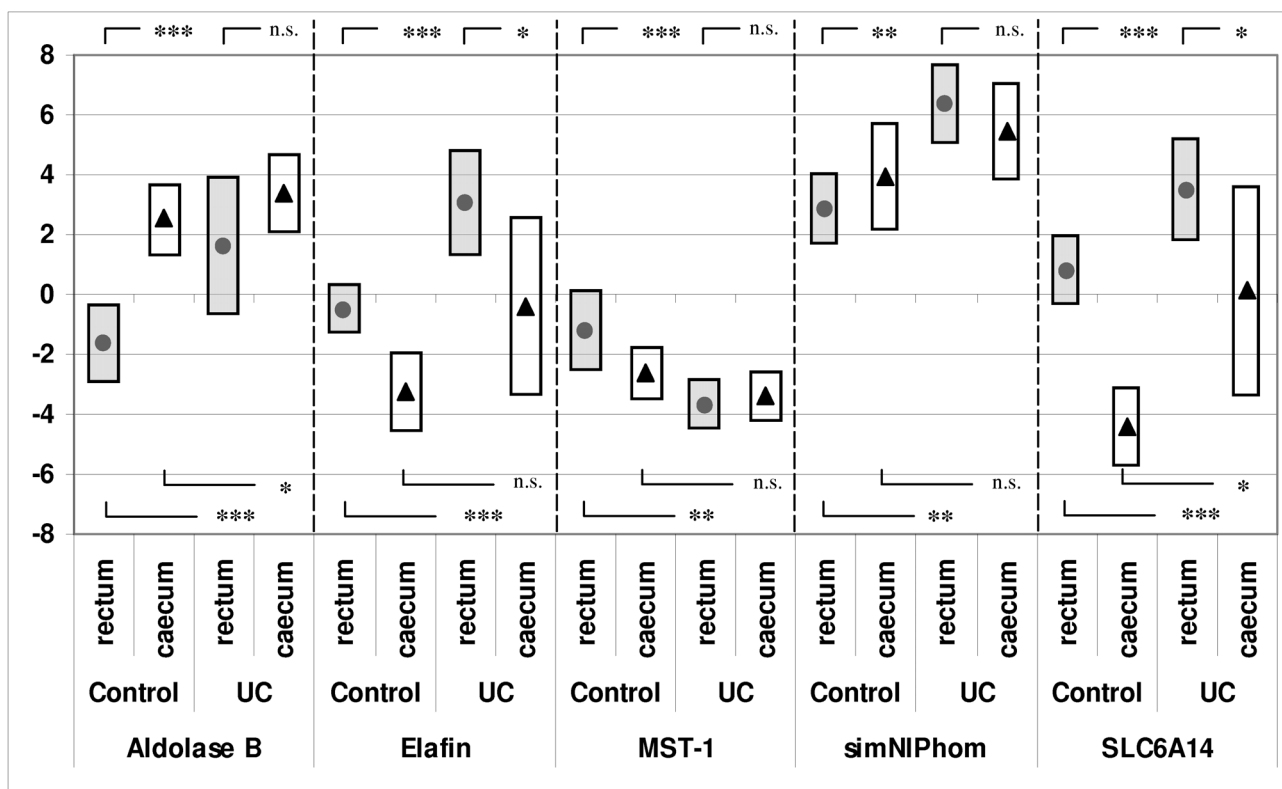 *** n.s. *** * *** n.s. ** n.s. *** *
8
6
4
2
0
-2
-4
-6
-8
* n.s. n.s. n.s. *
*** *** ** ** ***
rectum caecum rectum caecum rectum caecum rectum caecum rectum caecum rectum caecum rectum caecum rectum caecum rectum caecum rectum caecum
Control UC Control UC Control UC Control UC Control UC
Aldolase B Elafin MST-1 simNIPhom SLC6A14